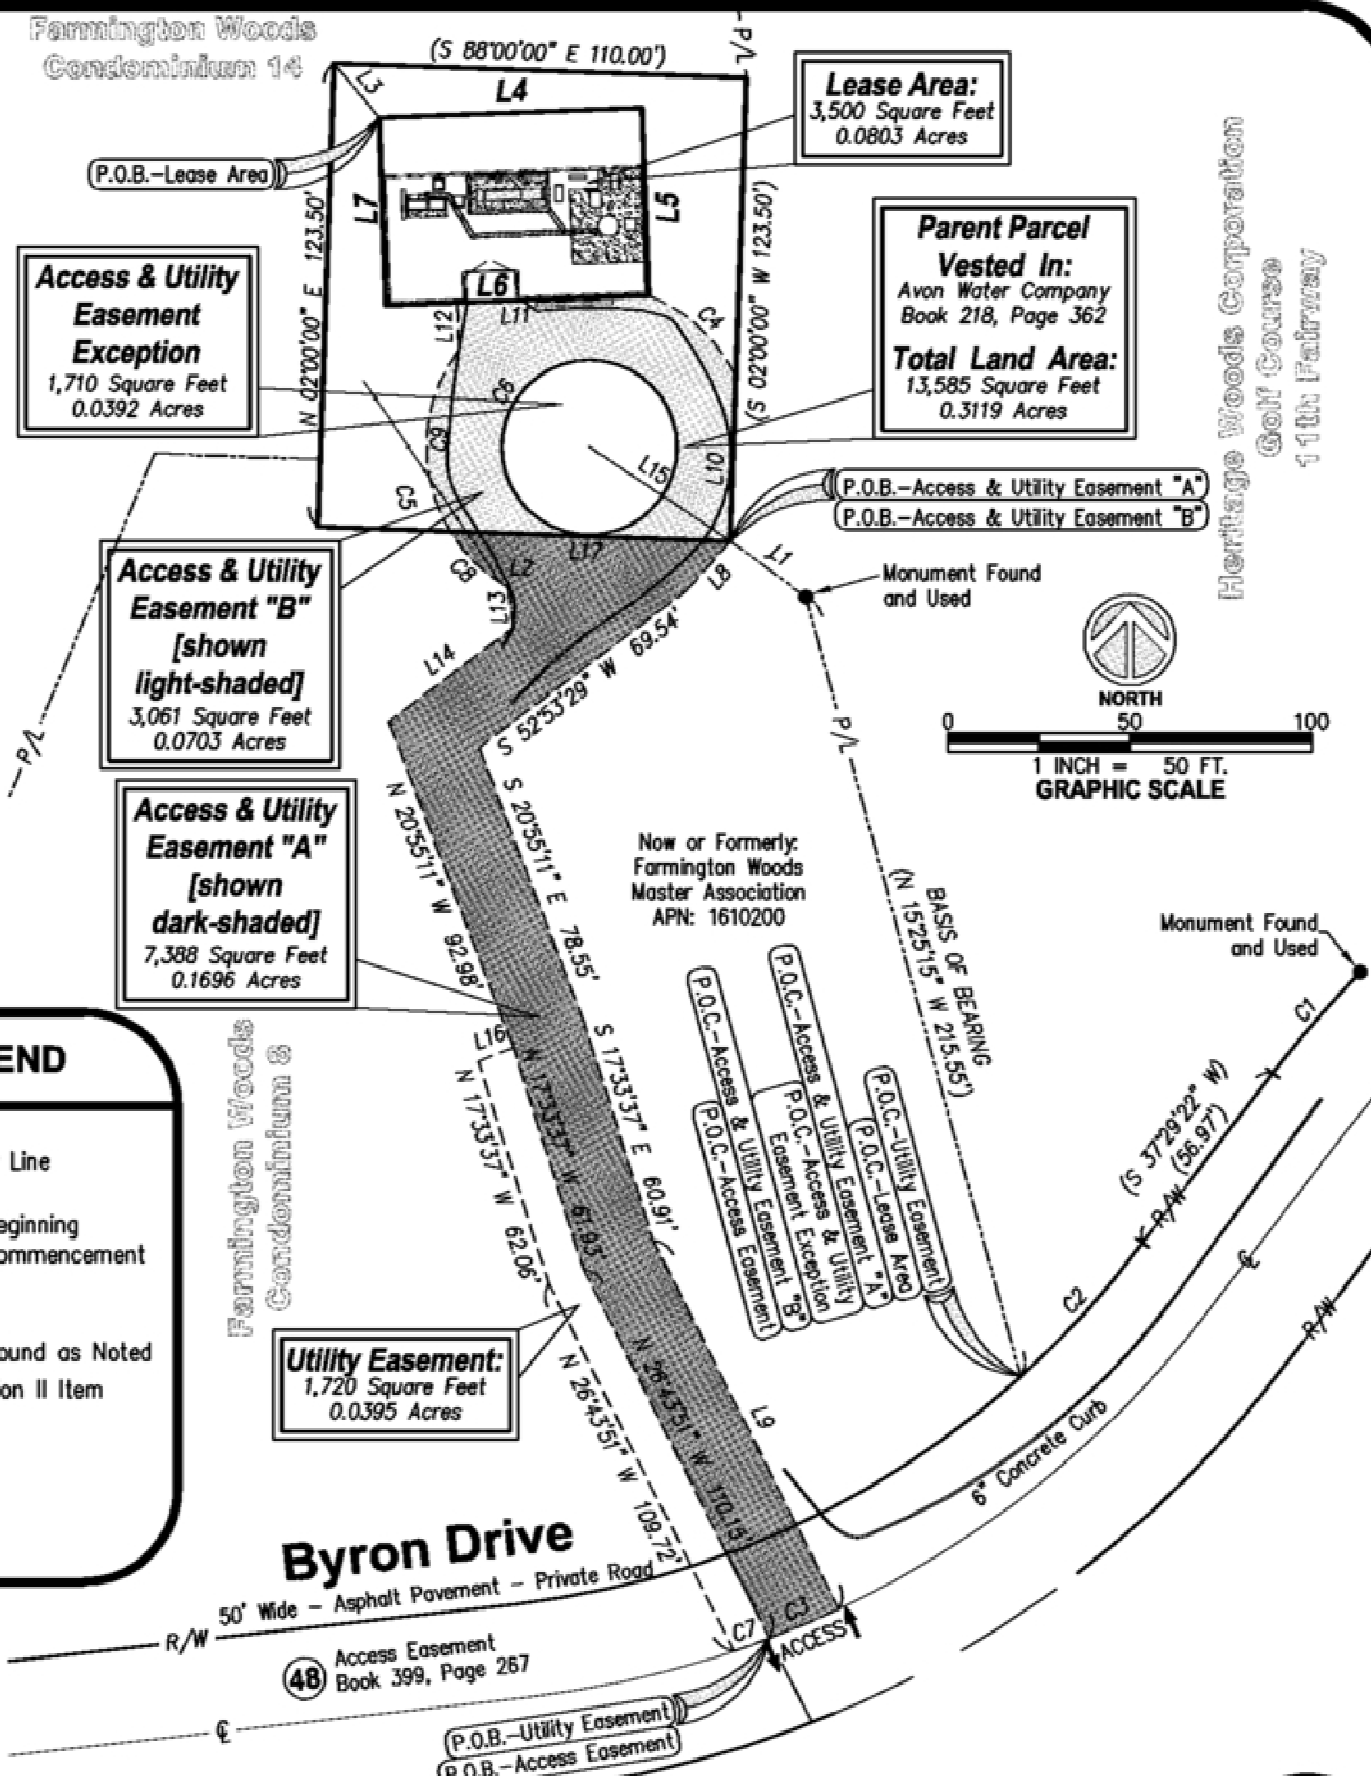 Farmington Woods
Condominium 14
(S 88°00'00" E 110.00')
P/L
L3
L4
Lease Area:
3,500 Square Feet
0.0803 Acres
P.O.B.-Lease Area
L7
L5
N 02°00'00" E 123.50'
(S 02°00'00" W 123.50')
Heritage Woods Corporation
Golf Course
11th Fairway
Parent Parcel
Vested In:
Avon Water Company
Book 218, Page 362
Total Land Area:
13,585 Square Feet
0.3119 Acres
Access & Utility
Easement
Exception
1,710 Square Feet
0.0392 Acres
L6
L12
L11
C4
C6
C9
L15
L10
C5
P.O.B.-Access & Utility Easement "A"
P.O.B.-Access & Utility Easement "B"
L17
C8
L2
L8
L1
L13
L14
Monument Found
and Used
Access & Utility
Easement "B"
[shown
light-shaded]
3,061 Square Feet
0.0703 Acres
P/L
S 52°53'29" W 69.54'
NORTH
0 50 100
1 INCH = 50 FT.
GRAPHIC SCALE
P/L
Access & Utility
Easement "A"
[shown
dark-shaded]
7,388 Square Feet
0.1696 Acres
N 20°55'11" W 92.98'
S 20°55'11" E 78.55'
Now or Formerly:
Farmington Woods
Master Association
APN: 1610200
BASIS OF BEARING
(N 15°25'15" W 215.55')
Monument Found
and Used
C1
(S 37°29'22" W)
(56.97')
R/W
C2
℄
R/W
L16
N 17°33'37" W 62.06'
N 17°33'37" W 61.93'
S 17°33'37" E 60.91'
P.O.C.-Access & Utility Easement "B"
P.O.C.-Access Easement
P.O.C.-Access & Utility Easement "A"
P.O.C.-Access & Utility
Easement Exception
P.O.C.-Utility Easement
P.O.C.-Lease Area
Farmington Woods
Condominium 8
END
Line
eginning
ommencement
ound as Noted
on II Item
Utility Easement:
1,720 Square Feet
0.0395 Acres
N 26°43'51" W 109.72'
N 26°43'51" W 110.15'
L9
6" Concrete Curb
Byron Drive
50' Wide - Asphalt Pavement - Private Road
R/W
C7
C3
ACCESS
48
Access Easement
Book 399, Page 267
℄
P.O.B.-Utility Easement
P.O.B.-Access Easement